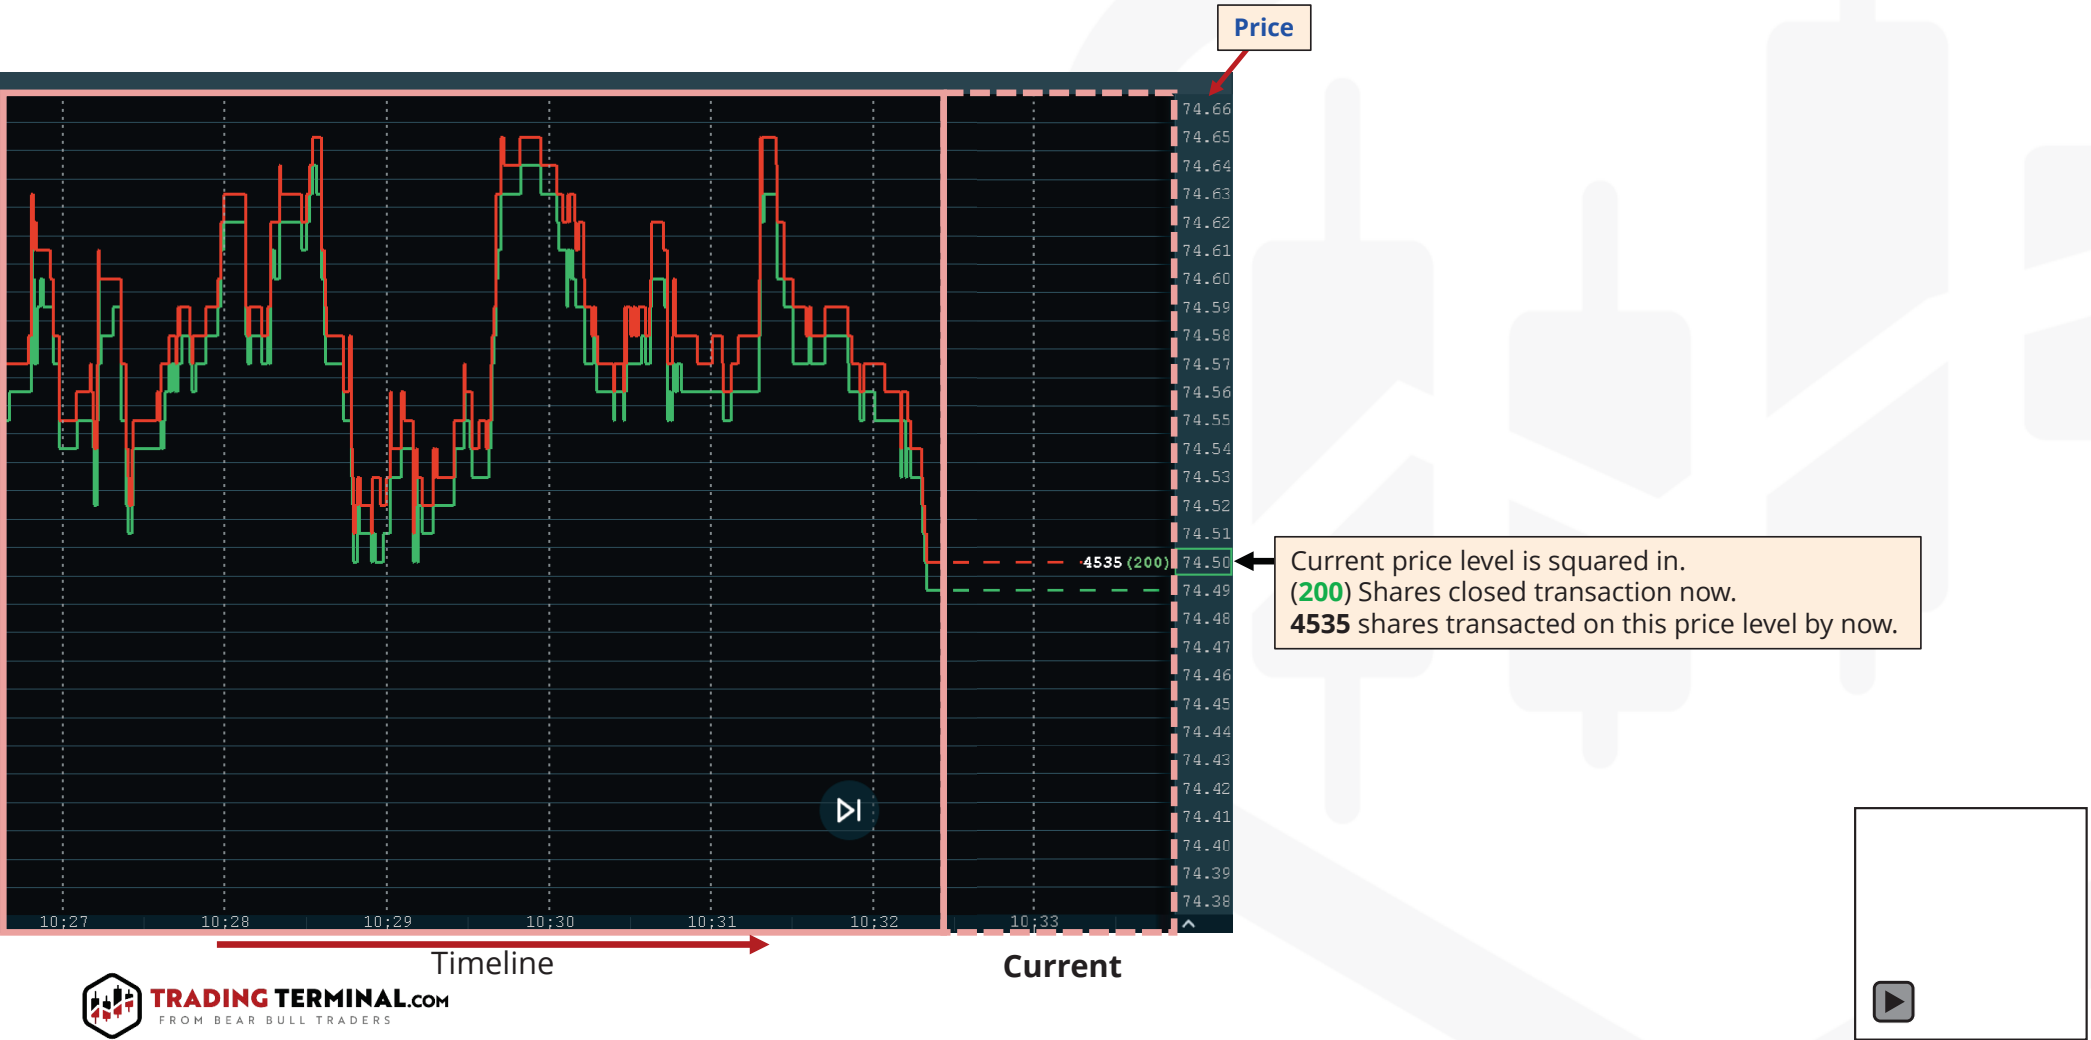 Price
74.66
74.65
74.64
74.63
74.62
74.61
74.60
74.59
74.58
74.57
74.56
74.55
74.54
74.53
74.52
74.51
4535 (200) 74.50
74.49
74.48
74.47
74.46
74.45
74.44
74.43
74.42
74.41
74.40
74.39
74.38
Current price level is squared in.
(200) Shares closed transaction now.
4535 shares transacted on this price level by now.
10;27 10;28 10;29 10;30 10;31 10;32 10;33
Timeline
Current
TRADING TERMINAL.COM
FROM BEAR BULL TRADERS